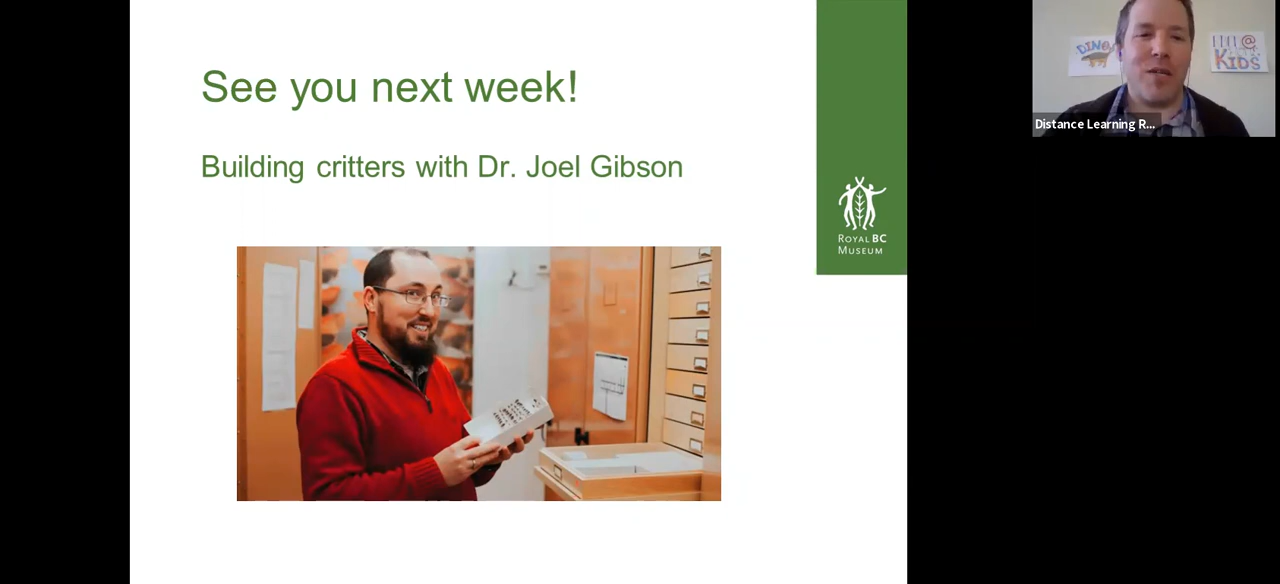 See you next week!
Building critters with Dr. Joel Gibson
ROYAL BC
MUSEUM
DINO
KIDS
Distance Learning R...